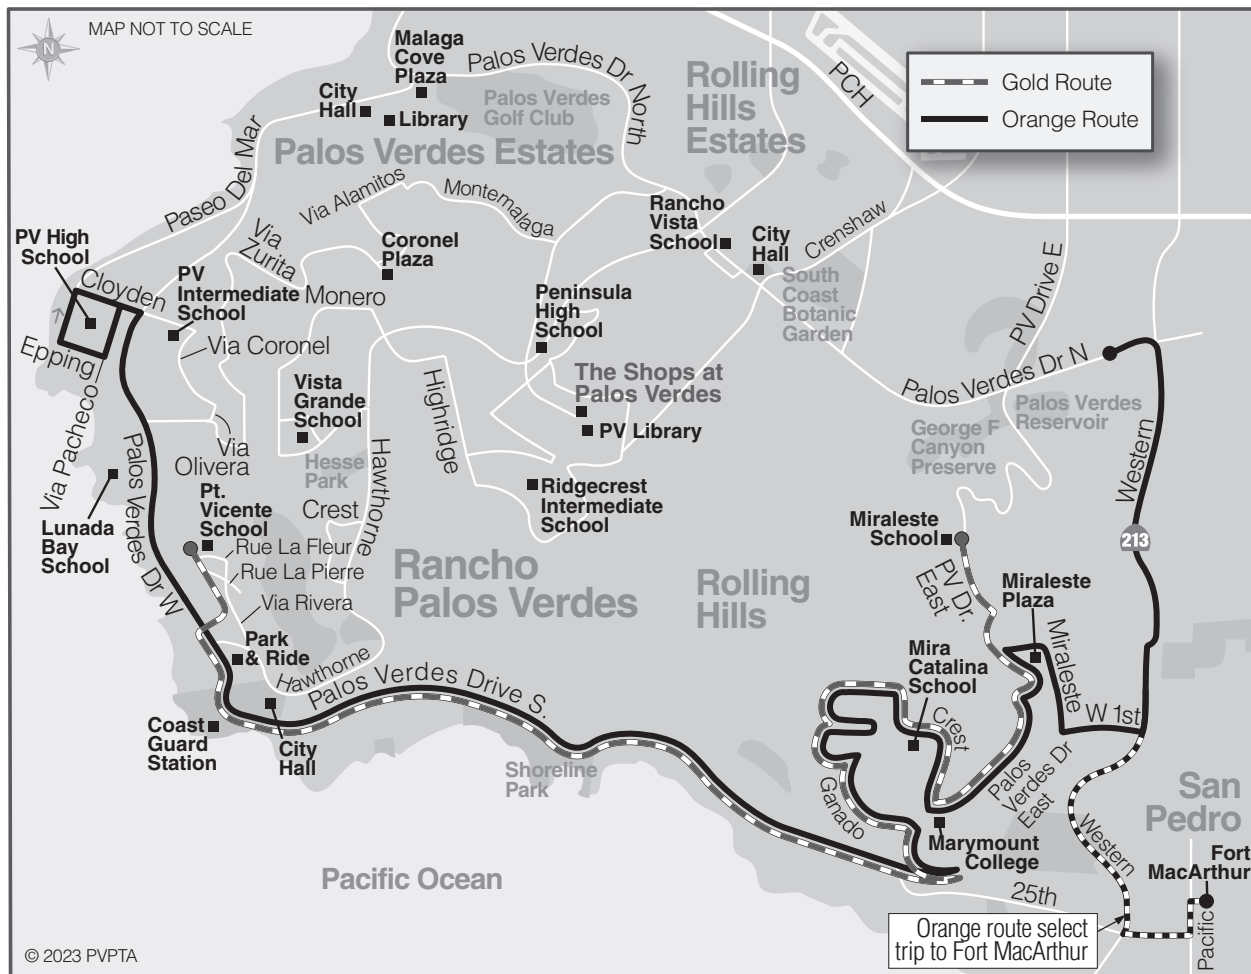 MAP NOT TO SCALE
N
Malaga
Cove
Plaza
Palos Verdes Dr North
City
Hall
Library
Palos Verdes
Golf Club
Rolling
Hills
Estates
PCH
Gold Route
Orange Route
Palos Verdes Estates
Paseo Del Mar
Via Alamitos
Montemalaga
Rancho
Vista
School
City
Hall
Crenshaw
PV High
School
Cloyden
PV
Intermediate
School
Via
Zurita
Coronel
Plaza
Monero
Peninsula
High
School
South
Coast
Botanic
Garden
PV Drive E
Epping
Via Coronel
Highridge
The Shops at
Palos Verdes
PV Library
Palos Verdes Dr N
Palos Verdes
Reservoir
George F
Canyon
Preserve
Western
213
Via Pacheco
Palos Verdes Dr W
Via
Olivera
Vista
Grande
School
Hesse
Park
Hawthorne
Crest
Lunada
Bay
School
Pt.
Vicente
School
Rue La Fleur
Rue La Pierre
Via Rivera
Ridgecrest
Intermediate
School
Rancho
Palos Verdes
Rolling
Hills
Miraleste
School
PV Dr.
East
Miraleste
Plaza
Miraleste
W 1st
Park
& Ride
Hawthorne
Palos Verdes Drive S.
Coast
Guard
Station
City
Hall
Shoreline
Park
Mira
Catalina
School
Crest
Ganado
Palos
Verdes Dr
East
Marymount
College
Western
San
Pedro
Fort
MacArthur
25th
Pacific
Pacific Ocean
Orange route select
trip to Fort MacArthur
© 2023 PVPTA